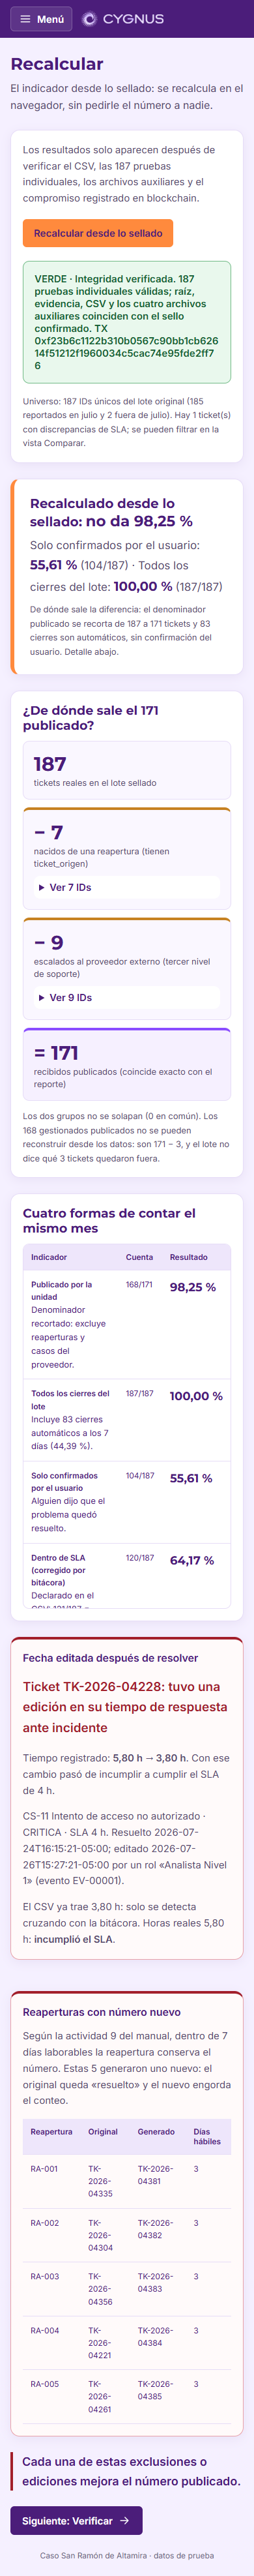 Menú
CYGNUS
Recalcular
El indicador desde lo sellado: se recalcula en el
navegador, sin pedirle el número a nadie.
Los resultados solo aparecen después de
verificar el CSV, las 187 pruebas
individuales, los archivos auxiliares y el
compromiso registrado en blockchain.
Recalcular desde lo sellado
VERDE · Integridad verificada. 187
pruebas individuales válidas; raíz,
evidencia, CSV y los cuatro archivos
auxiliares coinciden con el sello
confirmado. TX
0xf23b6c1122b310b0567c90bb1cb626
14f51212f1960034c5cac74e95fde2ff7
6
Universo: 187 IDs únicos del lote original (185
reportados en julio y 2 fuera de julio). Hay 1 ticket(s)
con discrepancias de SLA; se pueden filtrar en la
vista Comparar.
Recalculado desde lo
sellado: no da 98,25 %
Solo confirmados por el usuario:
55,61 % (104/187) · Todos los
cierres del lote: 100,00 % (187/187)
De dónde sale la diferencia: el denominador
publicado se recorta de 187 a 171 tickets y 83
cierres son automáticos, sin confirmación del
usuario. Detalle abajo.
¿De dónde sale el 171
publicado?
187
tickets reales en el lote sellado
− 7
nacidos de una reapertura (tienen
ticket_origen)
Ver 7 IDs
− 9
escalados al proveedor externo (tercer nivel
de soporte)
Ver 9 IDs
= 171
recibidos publicados (coincide exacto con el
reporte)
Los dos grupos no se solapan (0 en común). Los
168 gestionados publicados no se pueden
reconstruir desde los datos: son 171 − 3, y el lote no
dice qué 3 tickets quedaron fuera.
Cuatro formas de contar el
mismo mes
Indicador Cuenta Resultado
Publicado por la 168/171 98,25 %
unidad
Denominador
recortado: excluye
reaperturas y
casos del
proveedor.
Todos los cierres del 187/187 100,00 %
lote
Incluye 83 cierres
automáticos a los 7
días (44,39 %).
Solo confirmados 104/187 55,61 %
por el usuario
Alguien dijo que el
problema quedó
resuelto.
Dentro de SLA 120/187 64,17 %
(corregido por
bitácora)
Declarado en el
Fecha editada después de resolver
Ticket TK-2026-04228: tuvo una
edición en su tiempo de respuesta
ante incidente
Tiempo registrado: 5,80 h → 3,80 h. Con ese
cambio pasó de incumplir a cumplir el SLA
de 4 h.
CS-11 Intento de acceso no autorizado ·
CRITICA · SLA 4 h. Resuelto 2026-07-
24T16:15:21-05:00; editado 2026-07-
26T15:27:21-05:00 por un rol «Analista Nivel
1» (evento EV-00001).
El CSV ya trae 3,80 h: solo se detecta
cruzando con la bitácora. Horas reales 5,80
h: incumplió el SLA.
Reaperturas con número nuevo
Según la actividad 9 del manual, dentro de 7
días laborables la reapertura conserva el
número. Estas 5 generaron uno nuevo: el
original queda «resuelto» y el nuevo engorda
el conteo.
Reapertura Original Generado Días
hábiles
RA-001 TK- TK-2026- 3
2026- 04381
04335
RA-002 TK- TK-2026- 3
2026- 04382
04304
RA-003 TK- TK-2026- 3
2026- 04383
04356
RA-004 TK- TK-2026- 3
2026- 04384
04221
RA-005 TK- TK-2026- 3
2026- 04385
04261
Cada una de estas exclusiones o
ediciones mejora el número publicado.
Siguiente: Verificar →
Caso San Ramón de Altamira · datos de prueba